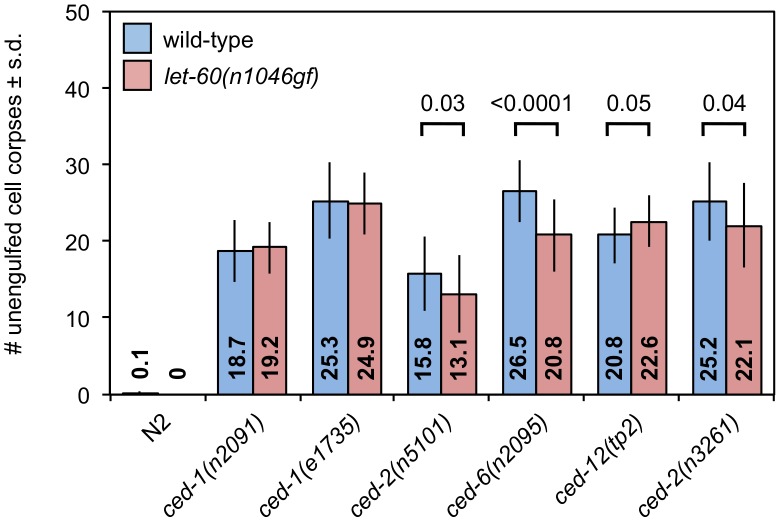 # unengulfed cell corpses ± s.d.
50
40
30
20
10
0
wild-type
let-60(n1046gf)
0.03
<0.0001
0.05
0.04
0.1
0
18.7
19.2
25.3
24.9
15.8
13.1
26.5
20.8
20.8
22.6
25.2
22.1
N2
ced-1(n2091)
ced-1(e1735)
ced-2(n5101)
ced-6(n2095)
ced-12(tp2)
ced-2(n3261)